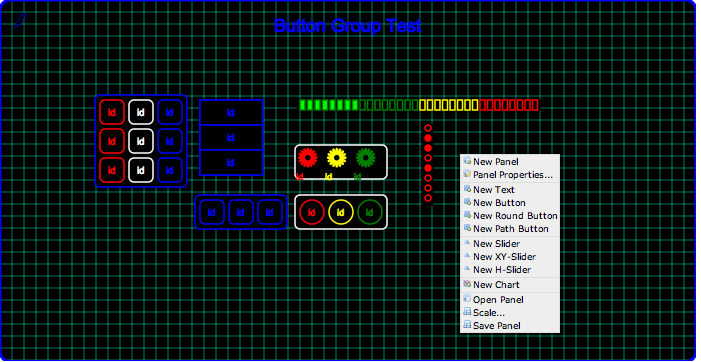 Button Group Test
id id id id
id id id id
id id id id
id id id
id id id id id id
New Panel
Panel Properties...
New Text
New Button
New Round Button
New Path Button
New Slider
New XY-Slider
New H-Slider
New Chart
Open Panel
Scale...
Save Panel